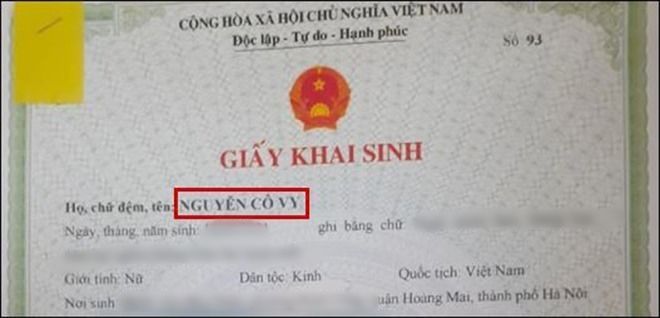 CỘNG HÒA XÃ HỘI CHỦ NGHĨA VIỆT NAM
Độc lập - Tự do - Hạnh phúc
Số 93
GIẤY KHAI SINH
Họ, chữ đệm, tên: NGUYỄN CÔ VY
Ngày, tháng, năm sinh: ghi bằng chữ
Giới tính: Nữ Dân tộc: Kinh Quốc tịch: Việt Nam
Nơi sinh uận Hoàng Mai, thành phố Hà Nội